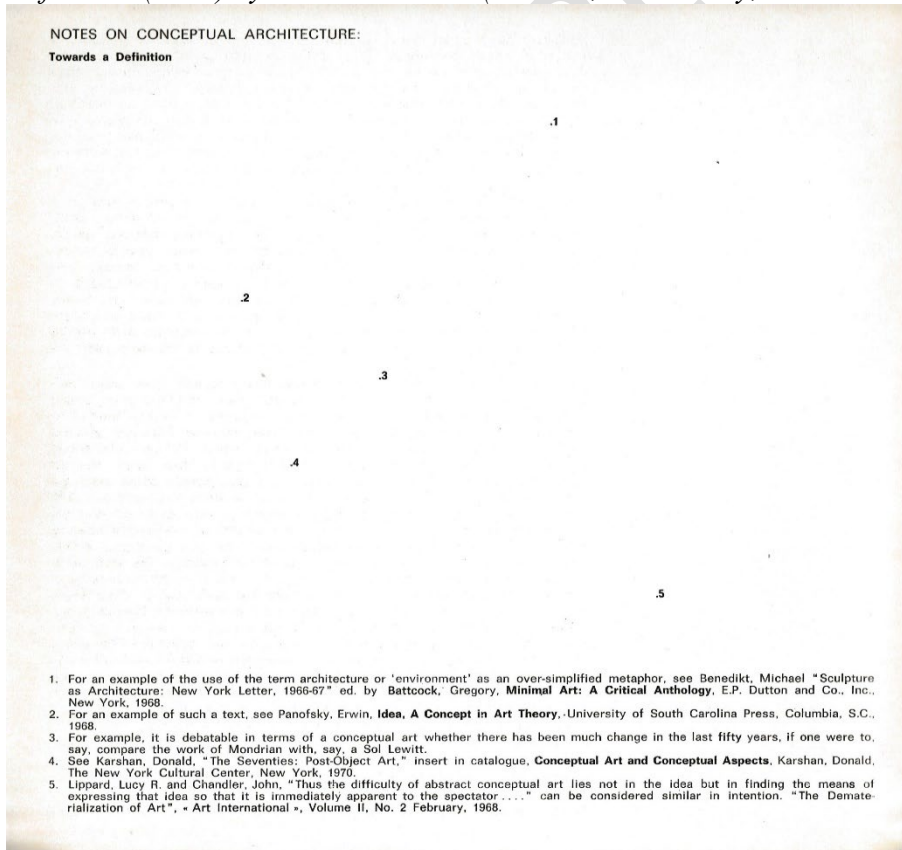 NOTES ON CONCEPTUAL ARCHITECTURE:
Towards a Definition
.1
.2
.3
.4
.5
1. For an example of the use of the term architecture or 'environment' as an over-simplified metaphor, see Benedikt, Michael "Sculpture
as Architecture: New York Letter, 1966-67" ed. by Battcock, Gregory, Minimal Art: A Critical Anthology, E.P. Dutton and Co., Inc.,
New York, 1968.
2. For an example of such a text, see Panofsky, Erwin, Idea, A Concept in Art Theory, University of South Carolina Press, Columbia, S.C.,
1968.
3. For example, it is debatable in terms of a conceptual art whether there has been much change in the last fifty years, if one were to,
say, compare the work of Mondrian with, say, a Sol Lewitt.
4. See Karshan, Donald, "The Seventies: Post-Object Art," insert in catalogue, Conceptual Art and Conceptual Aspects, Karshan, Donald,
The New York Cultural Center, New York, 1970.
5. Lippard, Lucy R. and Chandler, John, "Thus the difficulty of abstract conceptual art lies not in the idea but in finding the means of
expressing that idea so that it is immediately apparent to the spectator ...." can be considered similar in intention. "The Demate-
rialization of Art", « Art International », Volume II, No. 2 February, 1968.